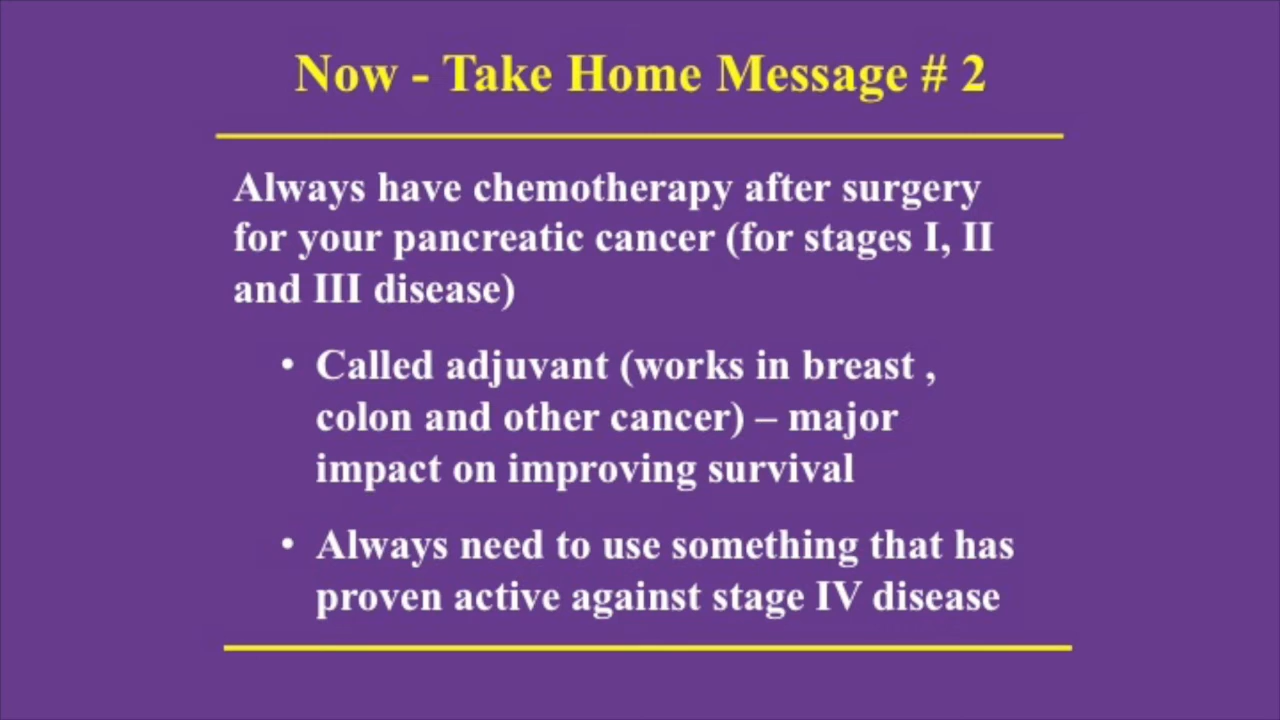 Now - Take Home Message # 2
Always have chemotherapy after surgery
for your pancreatic cancer (for stages I, II
and III disease)
• Called adjuvant (works in breast ,
colon and other cancer) – major
impact on improving survival
• Always need to use something that has
proven active against stage IV disease